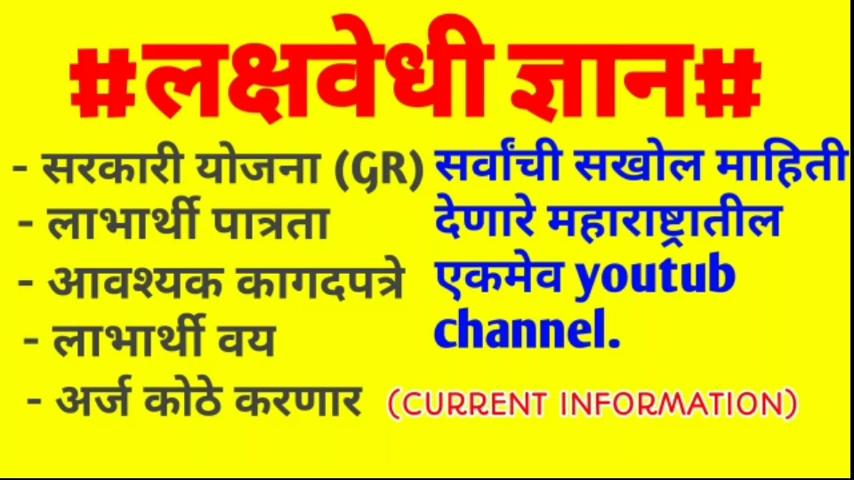 #लक्षवेधी ज्ञान#
- सरकारी योजना (GR)
- लाभार्थी पात्रता
- आवश्यक कागदपत्रे
- लाभार्थी वय
- अर्ज कोठे करणार
सर्वांची सखोल माहिती
देणारे महाराष्ट्रातील
एकमेव youtub
channel.
(CURRENT INFORMATION)